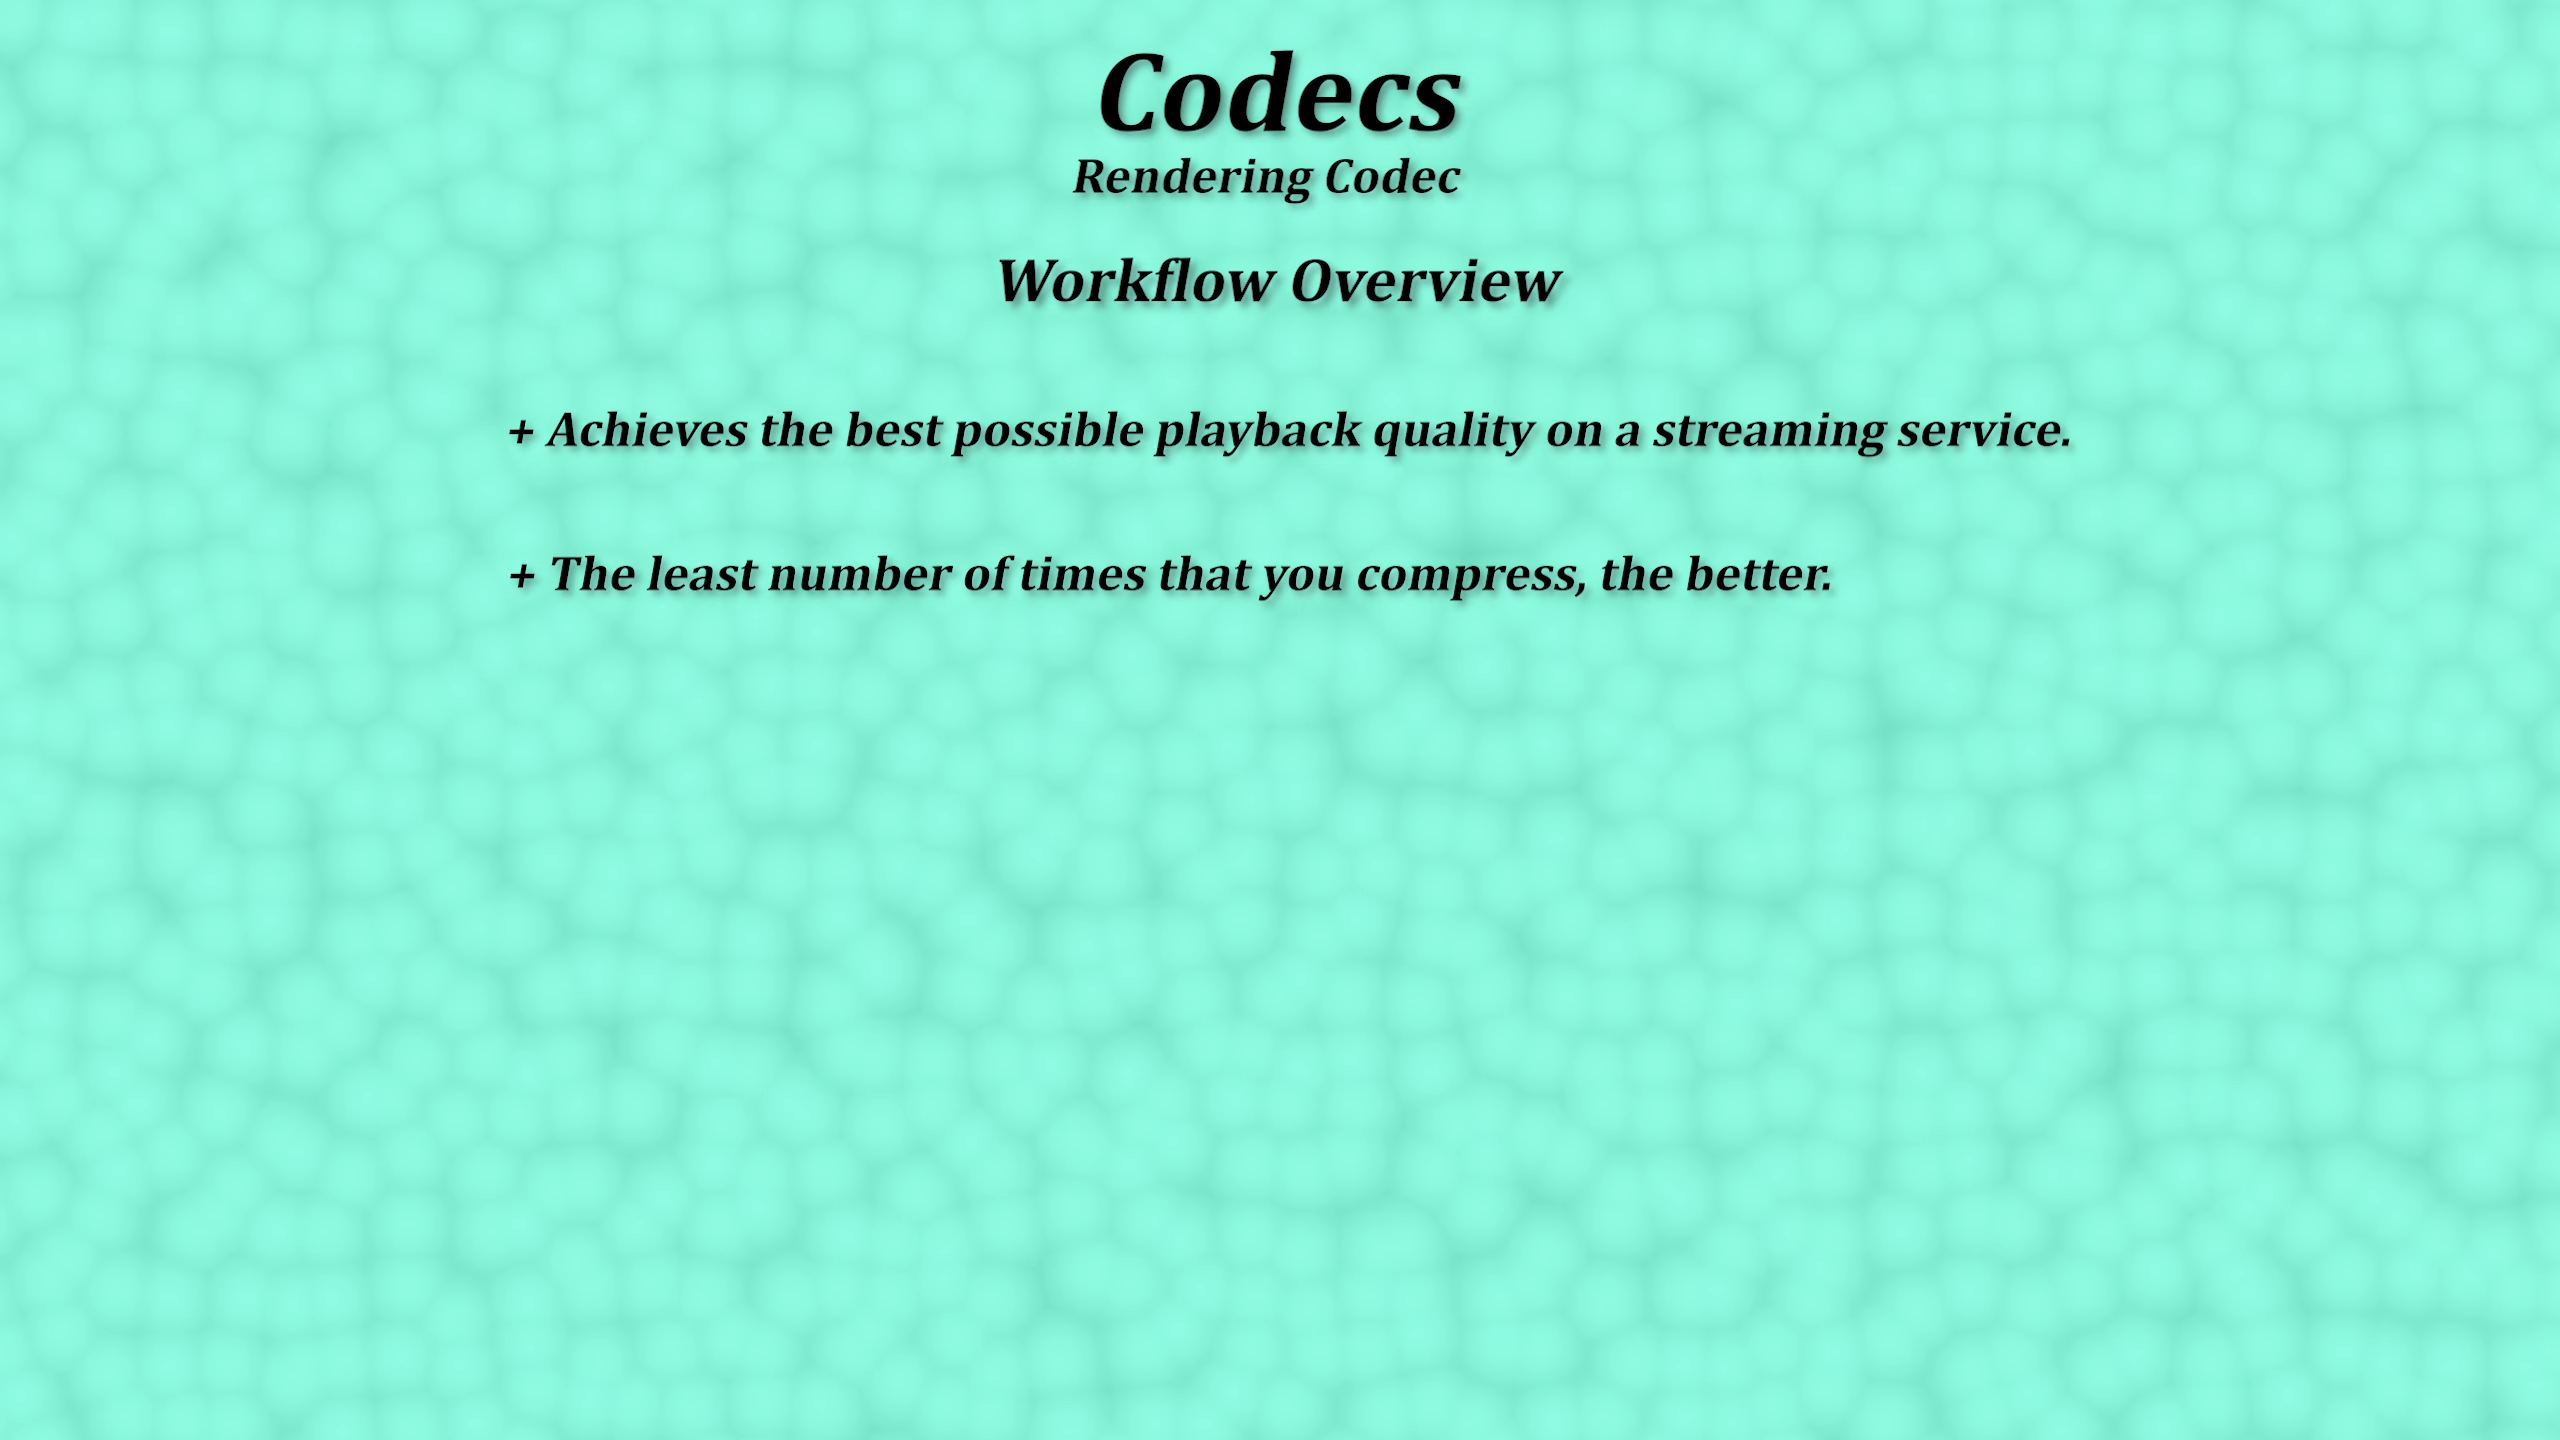 Codecs
Rendering Codec
Workflow Overview
+ Achieves the best possible playback quality on a streaming service.
+ The least number of times that you compress, the better.